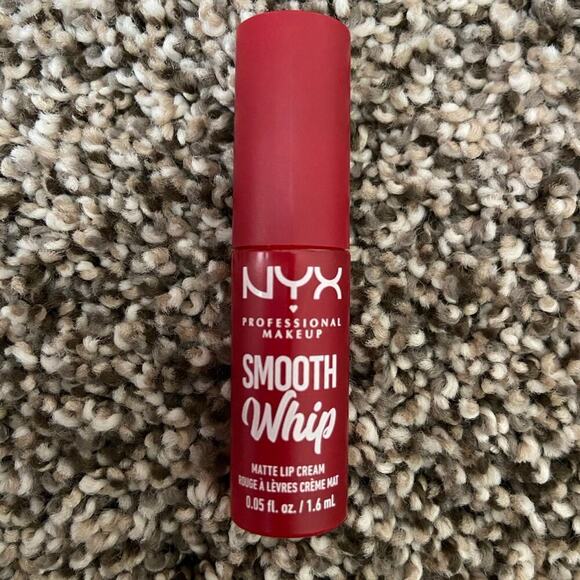 NYX
PROFESSIONAL
MAKEUP
SMOOTH
Whip
MATTE LIP CREAM
ROUGE À LÈVRES CRÈME MAT
0.05 fl. oz. / 1.6 mL